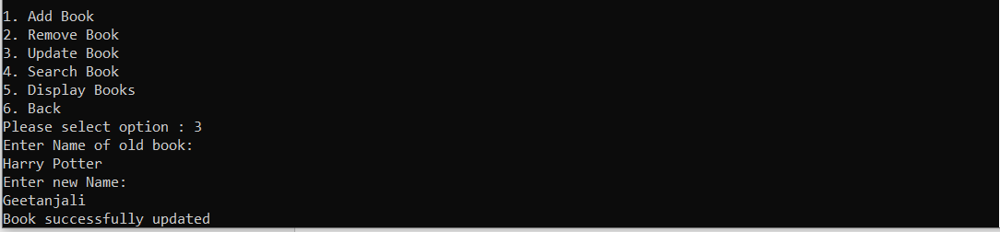 1. Add Book
2. Remove Book
3. Update Book
4. Search Book
5. Display Books
6. Back
Please select option : 3
Enter Name of old book:
Harry Potter
Enter new Name:
Geetanjali
Book successfully updated